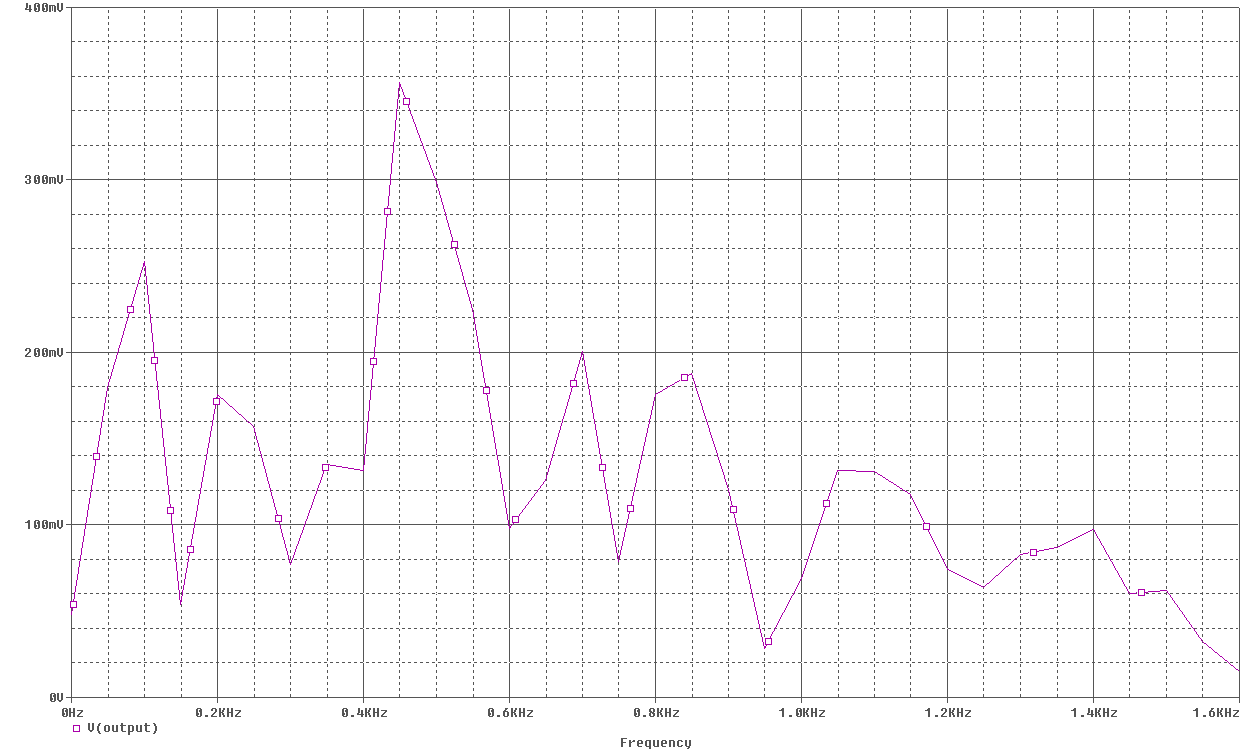 400mV
300mV
200mV
100mV
0V
0Hz 0.2KHz 0.4KHz 0.6KHz 0.8KHz 1.0KHz 1.2KHz 1.4KHz 1.6KHz
V(output)
Frequency